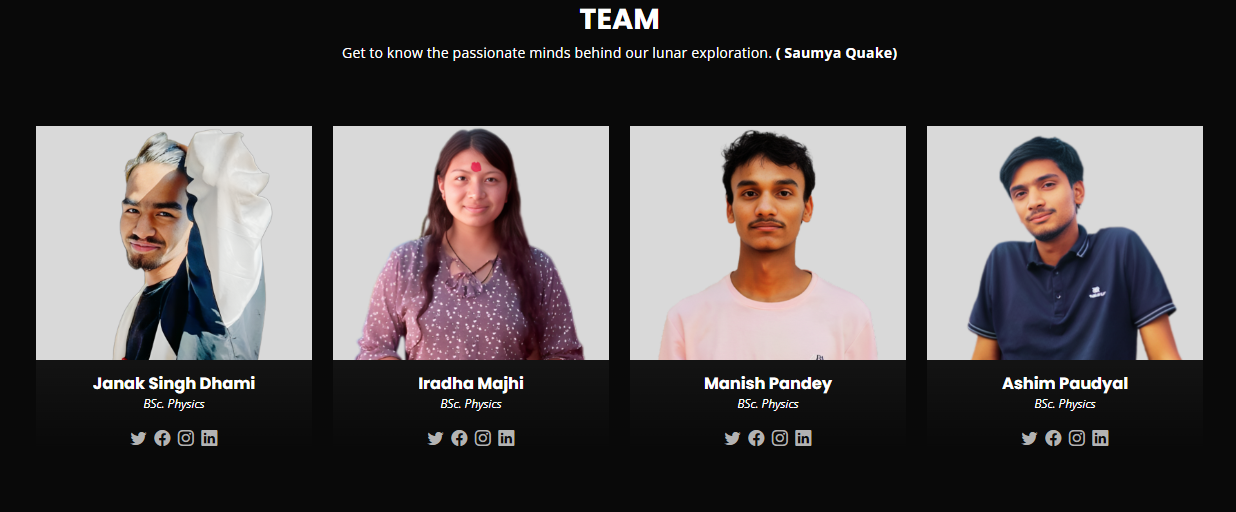 TEAM
Get to know the passionate minds behind our lunar exploration. ( Saumya Quake)
Janak Singh Dhami
BSc. Physics
Iradha Majhi
BSc. Physics
Manish Pandey
BSc. Physics
Ashim Paudyal
BSc. Physics